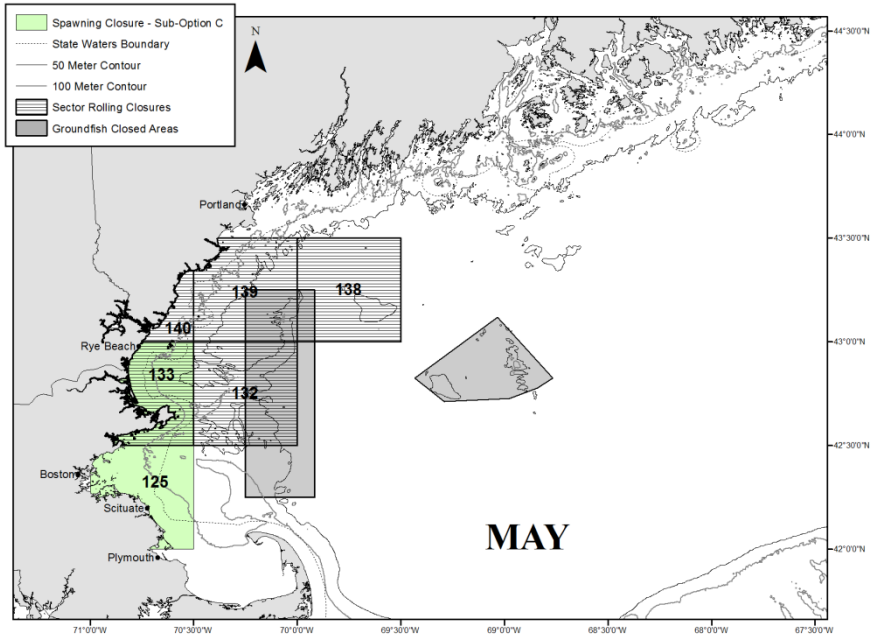 Spawning Closure - Sub-Option C
State Waters Boundary
50 Meter Contour
100 Meter Contour
Sector Rolling Closures
Groundfish Closed Areas
N
44°30'0"N
44°0'0"N
Portland
43°30'0"N
139
138
140
43°0'0"N
Rye Beach
133
132
42°30'0"N
Boston
125
Scituate
MAY
42°0'0"N
Plymouth
71°0'0"W
70°30'0"W
70°0'0"W
69°30'0"W
69°0'0"W
68°30'0"W
68°0'0"W
67°30'0"W